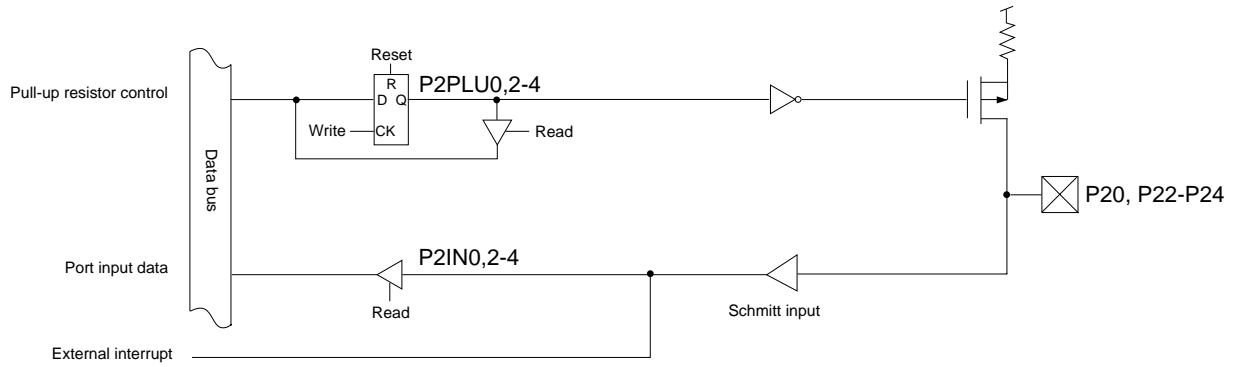 Reset
Pull-up resistor control
R
P2PLU0,2-4
D Q
Write
CK
Read
Data bus
P20, P22-P24
Port input data
P2IN0,2-4
Read
Schmitt input
External interrupt